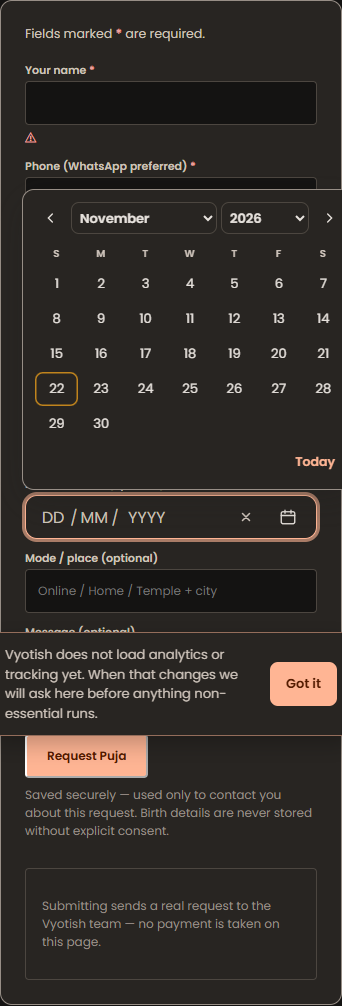 Fields marked * are required.
Your name *
Phone (WhatsApp preferred) *
November 2026
S M T W T F S
1 2 3 4 5 6 7
8 9 10 11 12 13 14
15 16 17 18 19 20 21
22 23 24 25 26 27 28
29 30
Today
DD / MM / YYYY
Mode / place (optional)
Online / Home / Temple + city
Message (optional)
Vyotish does not load analytics or
tracking yet. When that changes we
will ask here before anything non-
essential runs.
Got it
Request Puja
Saved securely — used only to contact you
about this request. Birth details are never stored
without explicit consent.
Submitting sends a real request to the
Vyotish team — no payment is taken on
this page.